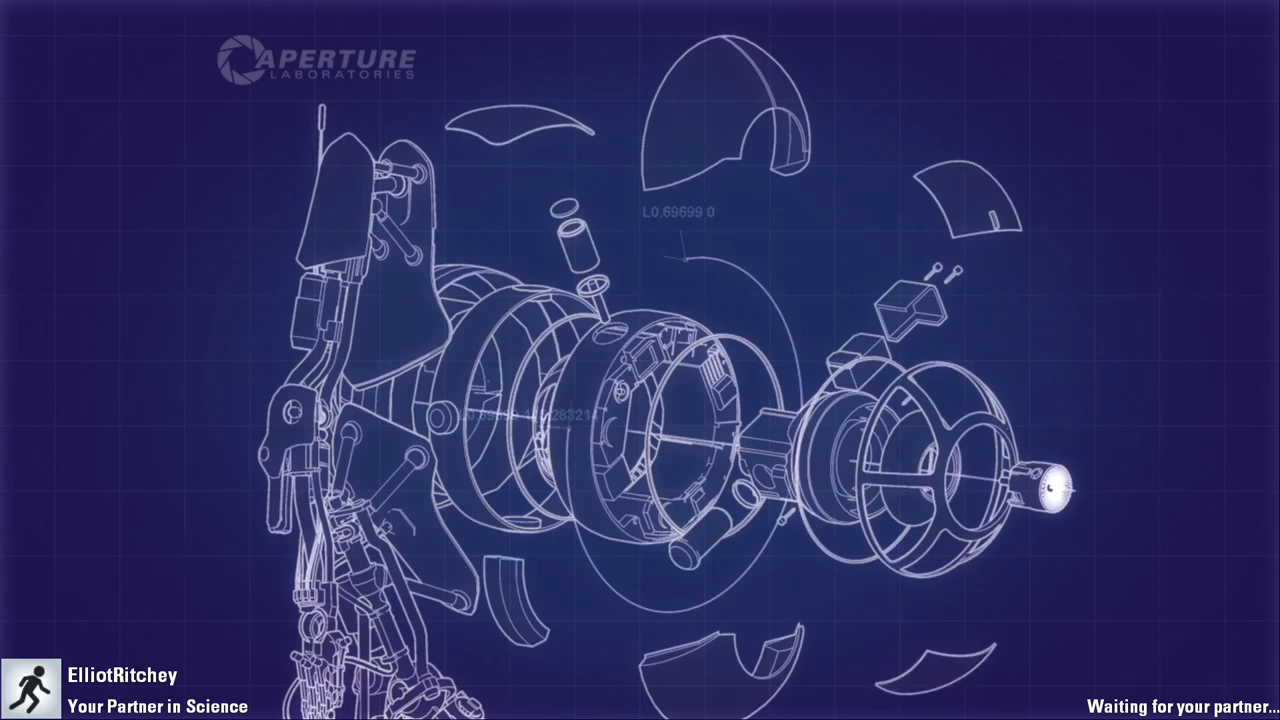 APERTURE
LABORATORIES
L0.69699 0
ElliotRitchey
Your Partner in Science
Waiting for your partner...